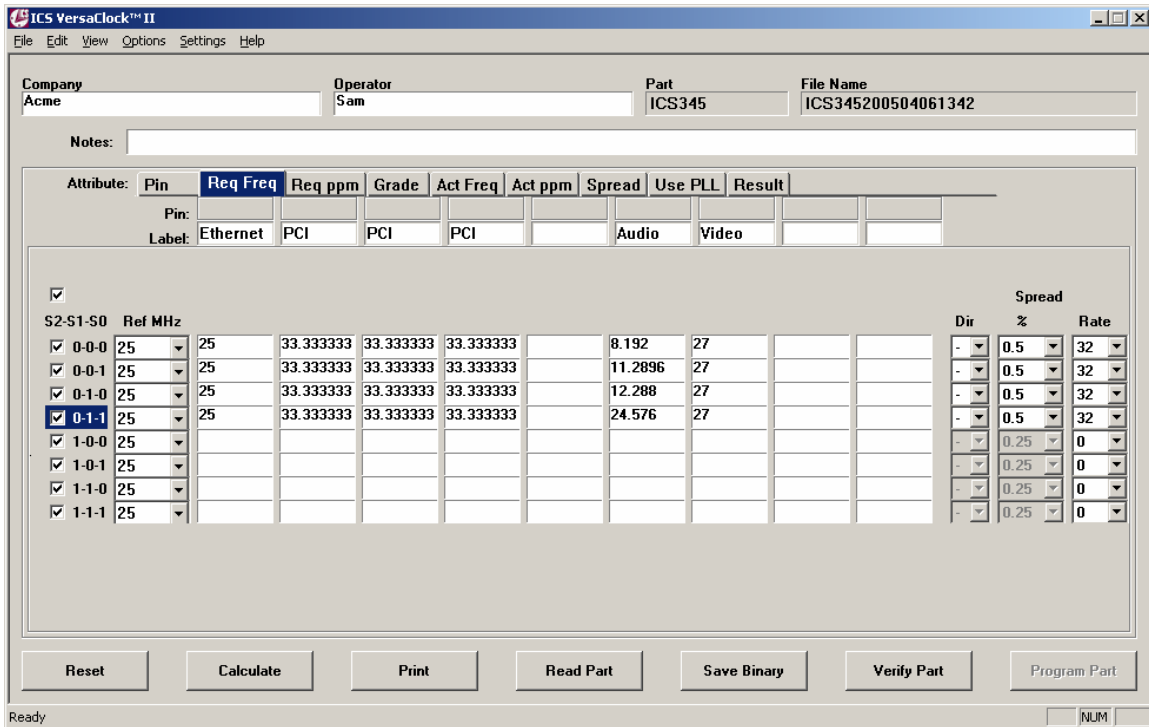 ICS VersaClock™ II
File Edit View Options Settings Help
Company Operator Part File Name
Acme Sam ICS345 ICS345200504061342
Notes:
Attribute: Pin Req Freq Req ppm Grade Act Freq Act ppm Spread Use PLL Result
Pin:
Label: Ethernet PCI PCI PCI Audio Video
Spread
S2-S1-S0 Ref MHz Dir % Rate
0-0-0 25 25 33.333333 33.333333 33.333333 8.192 27 - 0.5 32
0-0-1 25 25 33.333333 33.333333 33.333333 11.2896 27 - 0.5 32
0-1-0 25 25 33.333333 33.333333 33.333333 12.288 27 - 0.5 32
0-1-1 25 25 33.333333 33.333333 33.333333 24.576 27 - 0.5 32
1-0-0 25 - 0.25 0
1-0-1 25 - 0.25 0
1-1-0 25 - 0.25 0
1-1-1 25 - 0.25 0
Reset Calculate Print Read Part Save Binary Verify Part Program Part
Ready NUM